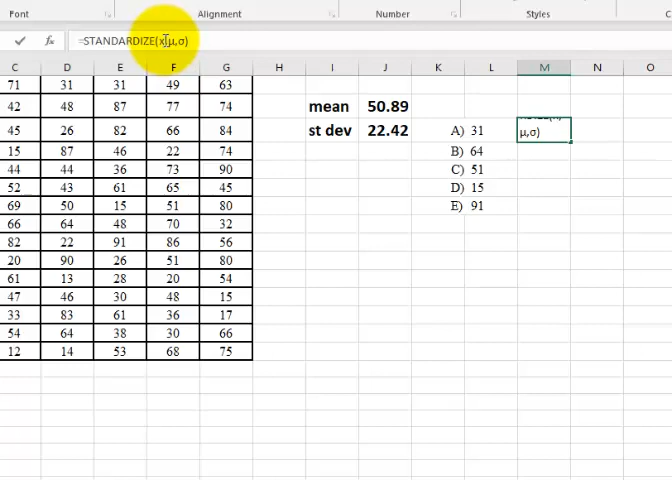 Font Alignment Number Styles C
fx =STANDARDIZE(x,μ,σ)
C D E F G H I J K L M N O
71 31 31 49 63
42 48 87 77 74 mean 50.89
45 26 82 66 84 st dev 22.42 A) 31 μ,σ)
15 87 46 22 74 B) 64
44 44 36 73 90 C) 51
52 43 61 65 45 D) 15
69 50 15 51 80 E) 91
66 64 48 70 32
82 22 91 86 56
20 90 26 51 80
61 13 28 20 54
47 46 30 48 15
33 83 61 36 17
54 64 38 30 66
12 14 53 68 75